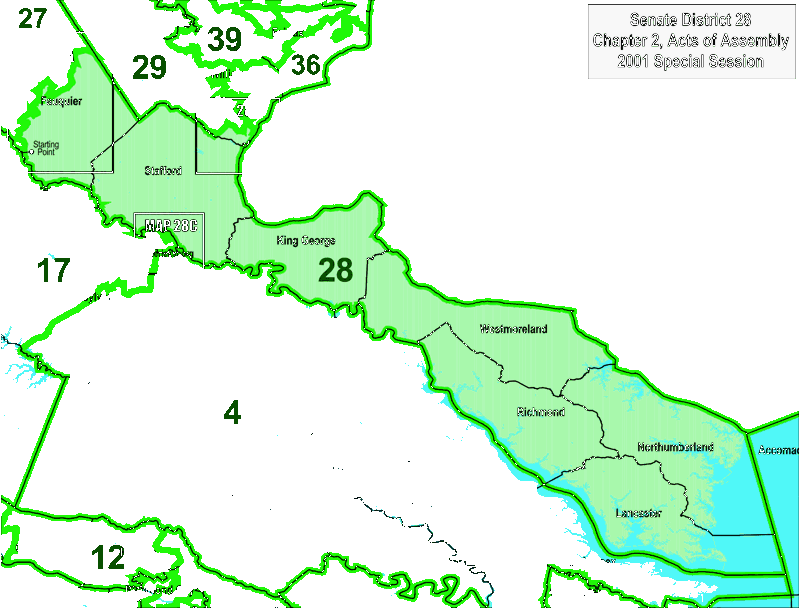 27
39
29
36
Senate District 28
Chapter 2, Acts of Assembly
2001 Special Session
Fauquier
Starting
Point
Stafford
MAP 28C
King George
28
17
Westmoreland
4
Richmond
Northumberland
Accomac
Lancaster
12